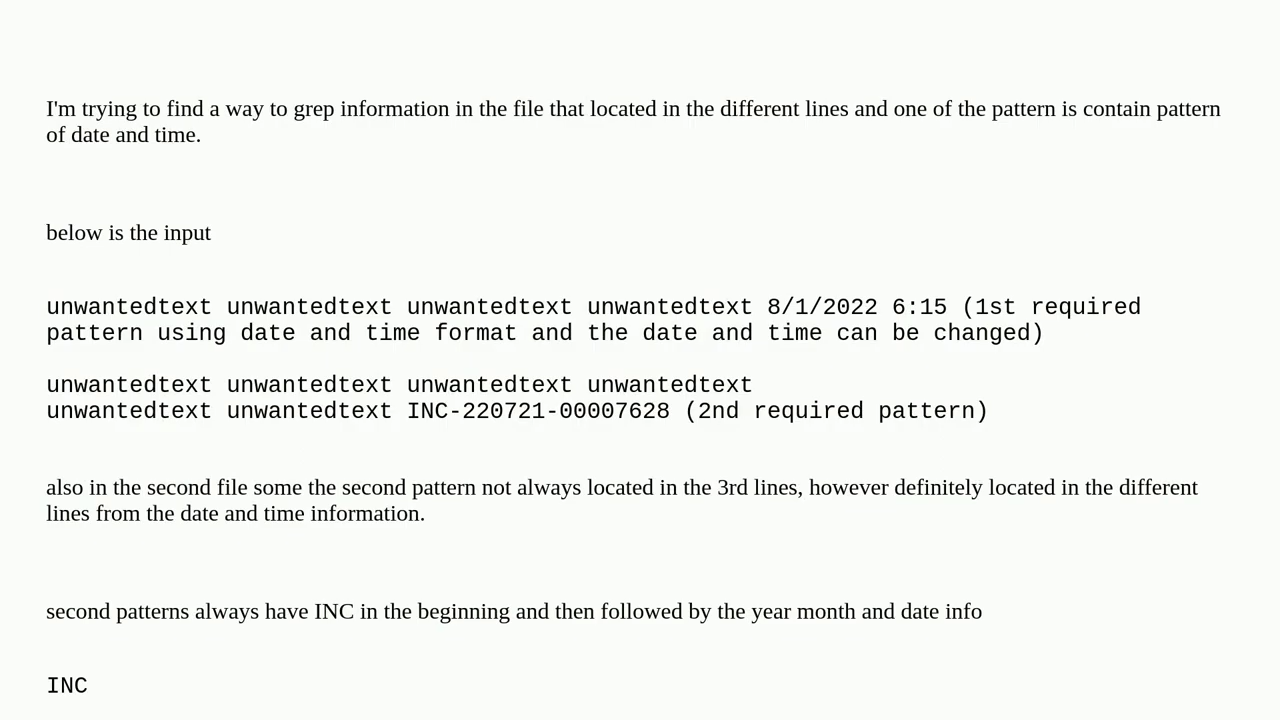 I'm trying to find a way to grep information in the file that located in the different lines and one of the pattern is contain pattern
of date and time.
below is the input
unwantedtext unwantedtext unwantedtext unwantedtext 8/1/2022 6:15 (1st required
pattern using date and time format and the date and time can be changed)
unwantedtext unwantedtext unwantedtext unwantedtext
unwantedtext unwantedtext INC-220721-00007628 (2nd required pattern)
also in the second file some the second pattern not always located in the 3rd lines, however definitely located in the different
lines from the date and time information.
second patterns always have INC in the beginning and then followed by the year month and date info
INC